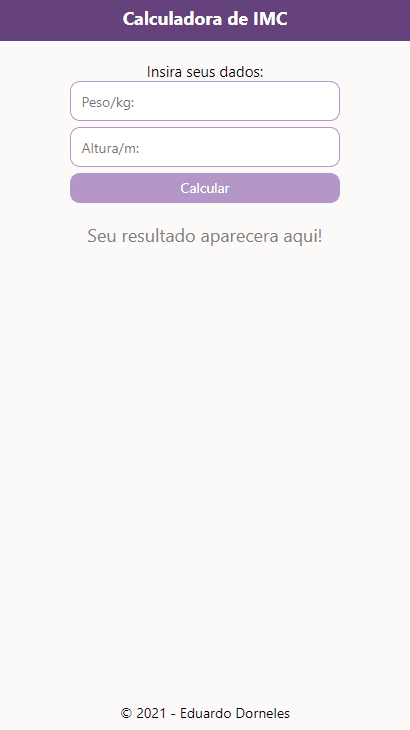 Calculadora de IMC
Insira seus dados:
Peso/kg:
Altura/m:
Calcular
Seu resultado aparecera aqui!
© 2021 - Eduardo Dorneles